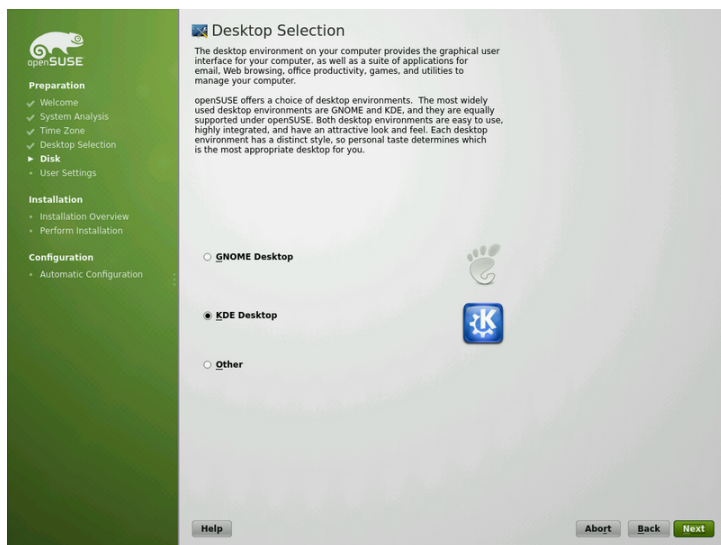 openSUSE
Preparation
Welcome
System Analysis
Time Zone
Desktop Selection
Disk
User Settings
Installation
Installation Overview
Perform Installation
Configuration
Automatic Configuration
Desktop Selection
The desktop environment on your computer provides the graphical user
interface for your computer, as well as a suite of applications for
email, Web browsing, office productivity, games, and utilities to
manage your computer.
openSUSE offers a choice of desktop environments. The most widely
used desktop environments are GNOME and KDE, and they are equally
supported under openSUSE. Both desktop environments are easy to use,
highly integrated, and have an attractive look and feel. Each desktop
environment has a distinct style, so personal taste determines which
is the most appropriate desktop for you.
GNOME Desktop
KDE Desktop
K
Other
Help
Abort
Back
Next